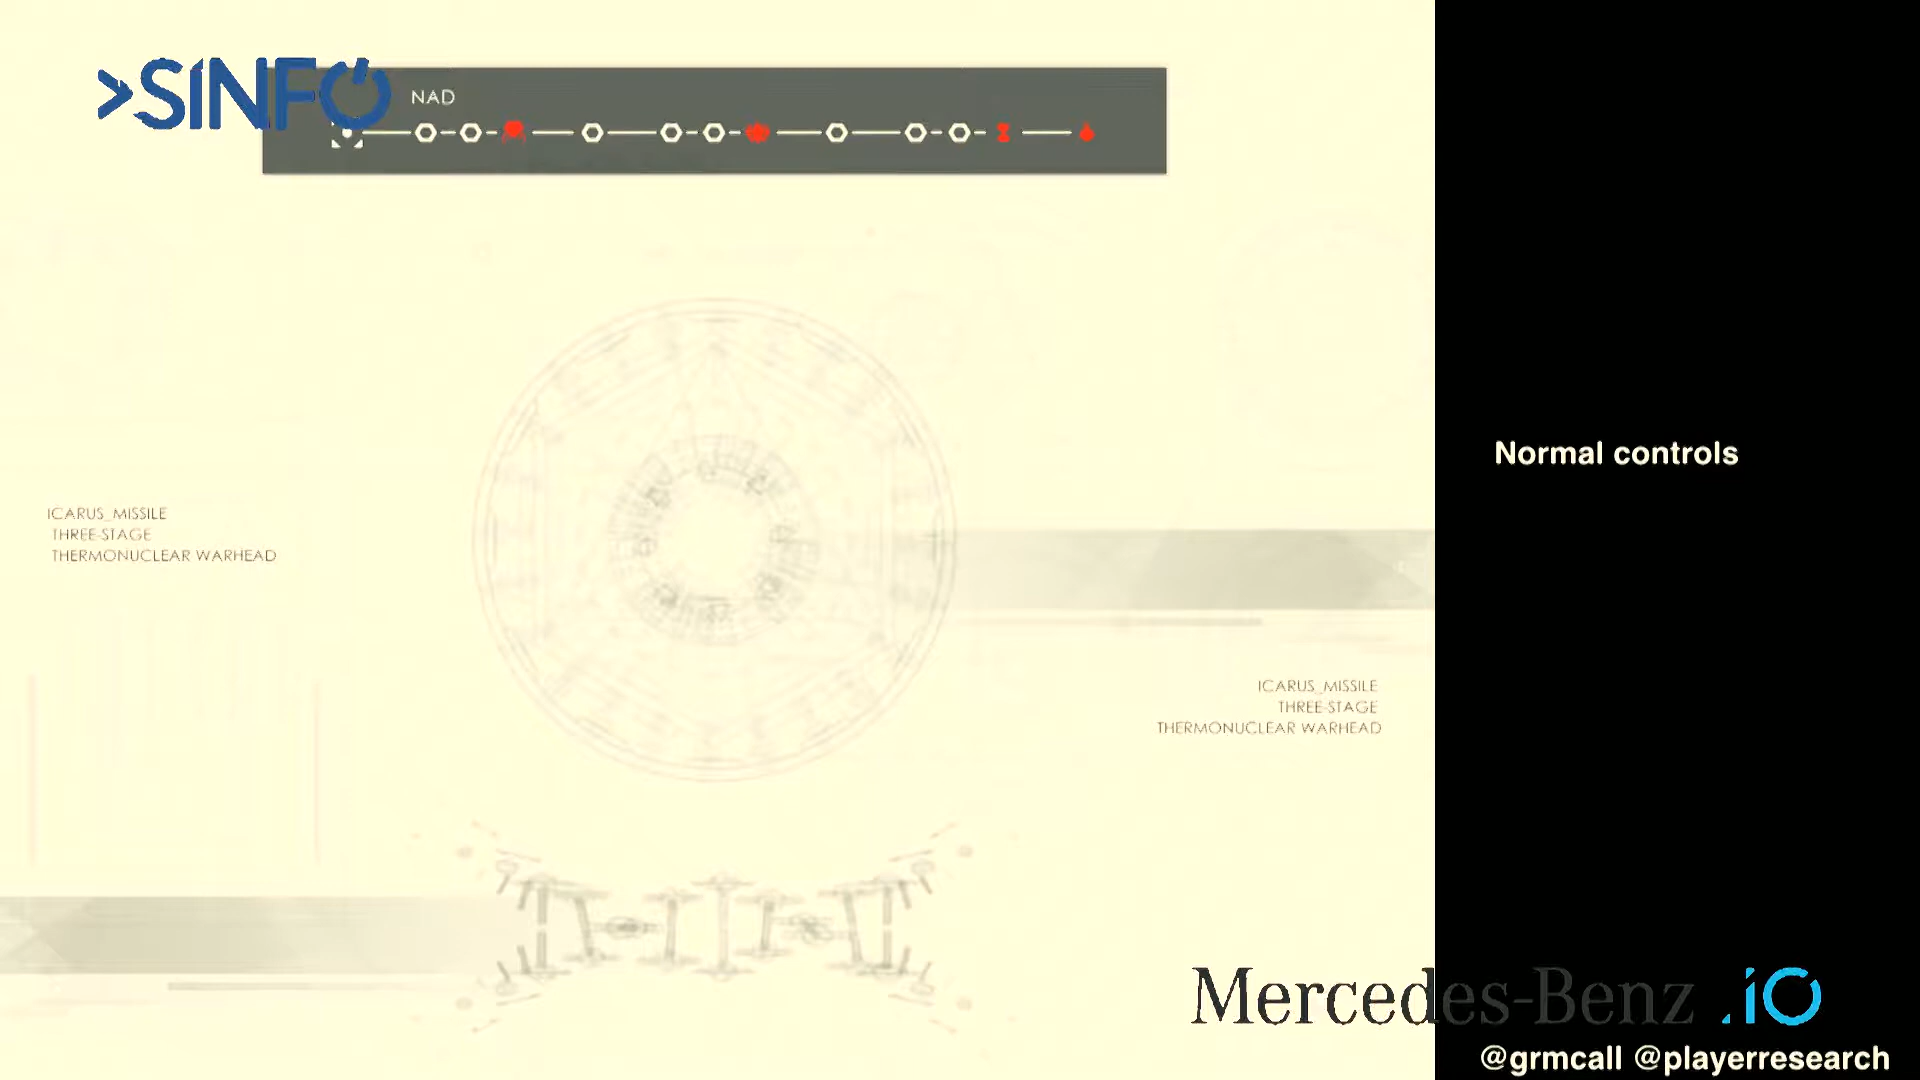 >SINFO
NAD
Normal controls
ICARUS_MISSILE
THREE-STAGE
THERMONUCLEAR WARHEAD
ICARUS_MISSILE
THREE-STAGE
THERMONUCLEAR WARHEAD
Mercedes-Benz .io
@grmcall @playerresearch